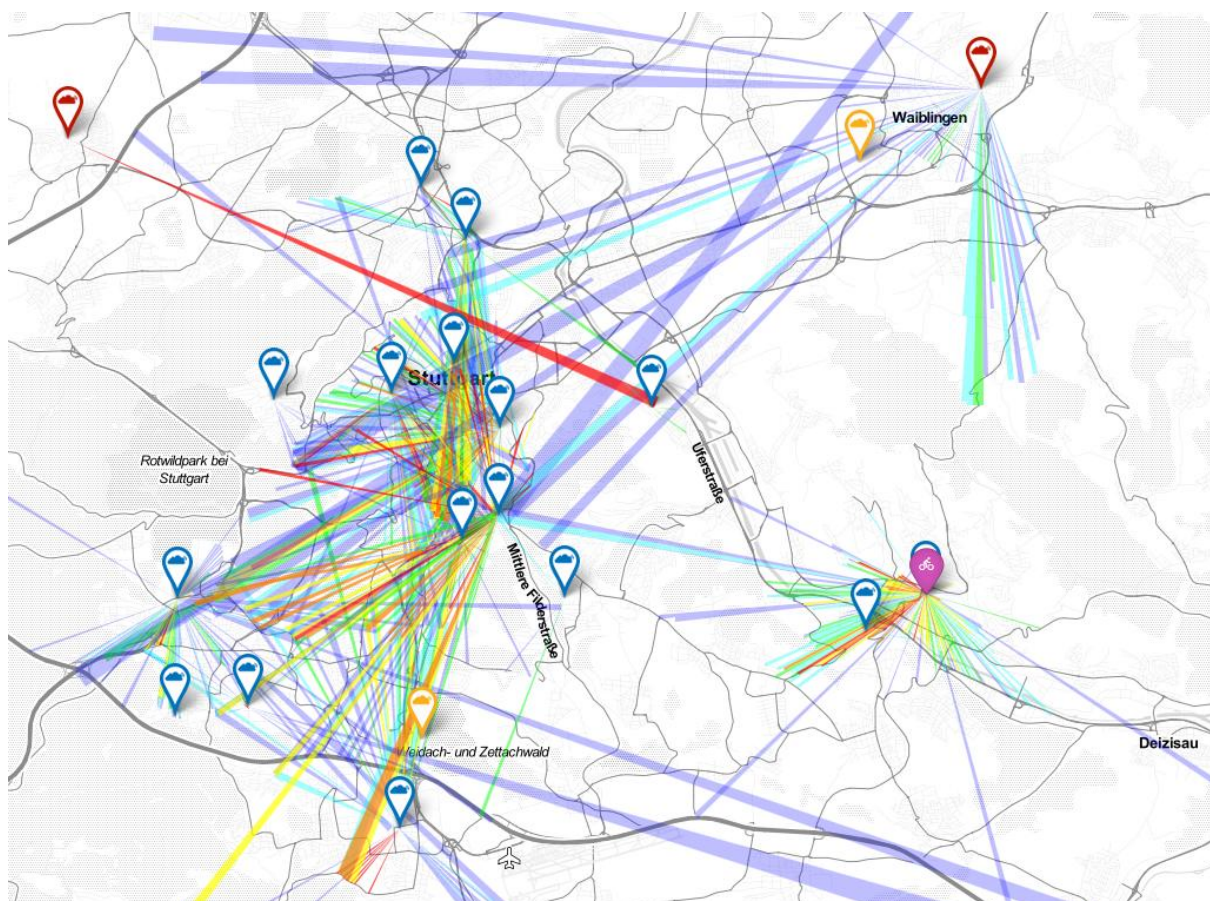 Waiblingen
Stuttgart
Rotwildpark bei
Stuttgart
Uferstraße
Mittlere Filderstraße
Weidach- und Zettachwald
Deizisau